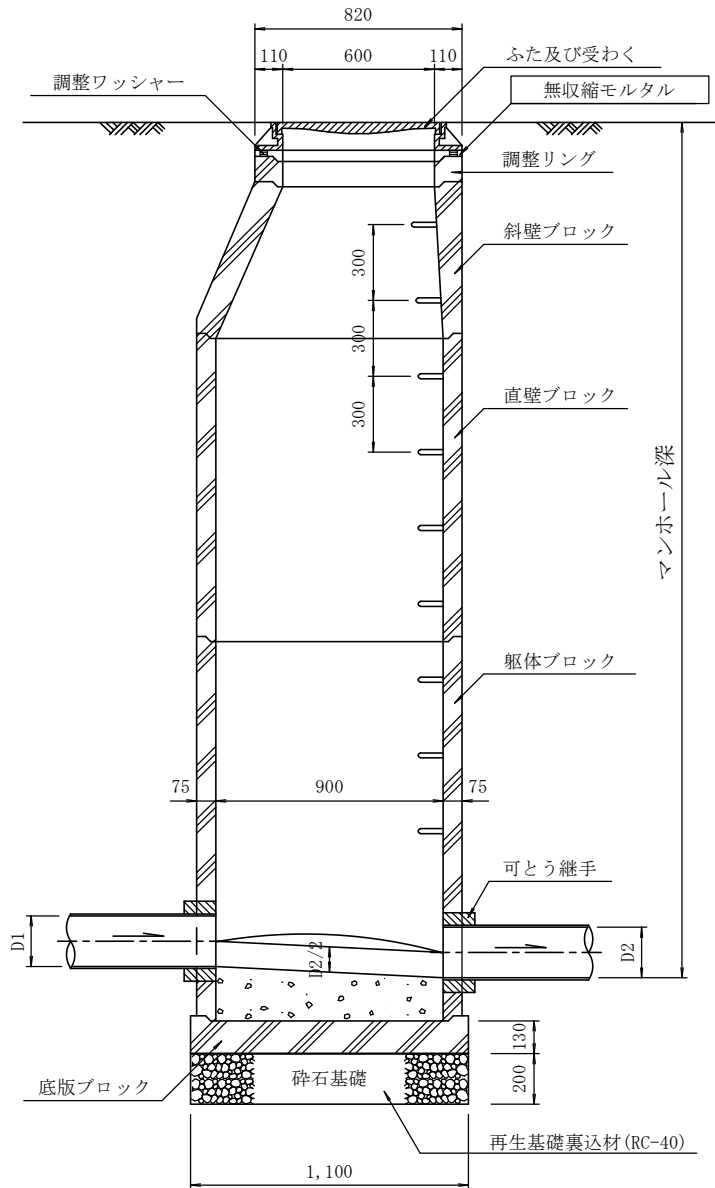 820
110
600
110
ふた及び受わく
調整ワッシャー
無収縮モルタル
調整リング
斜壁ブロック
300
300
300
直壁ブロック
マンホール深
躯体ブロック
75
900
75
可とう継手
D1
D2/2
D2
130
底版ブロック
砕石基礎
200
再生基礎裏込材(RC-40)
1,100